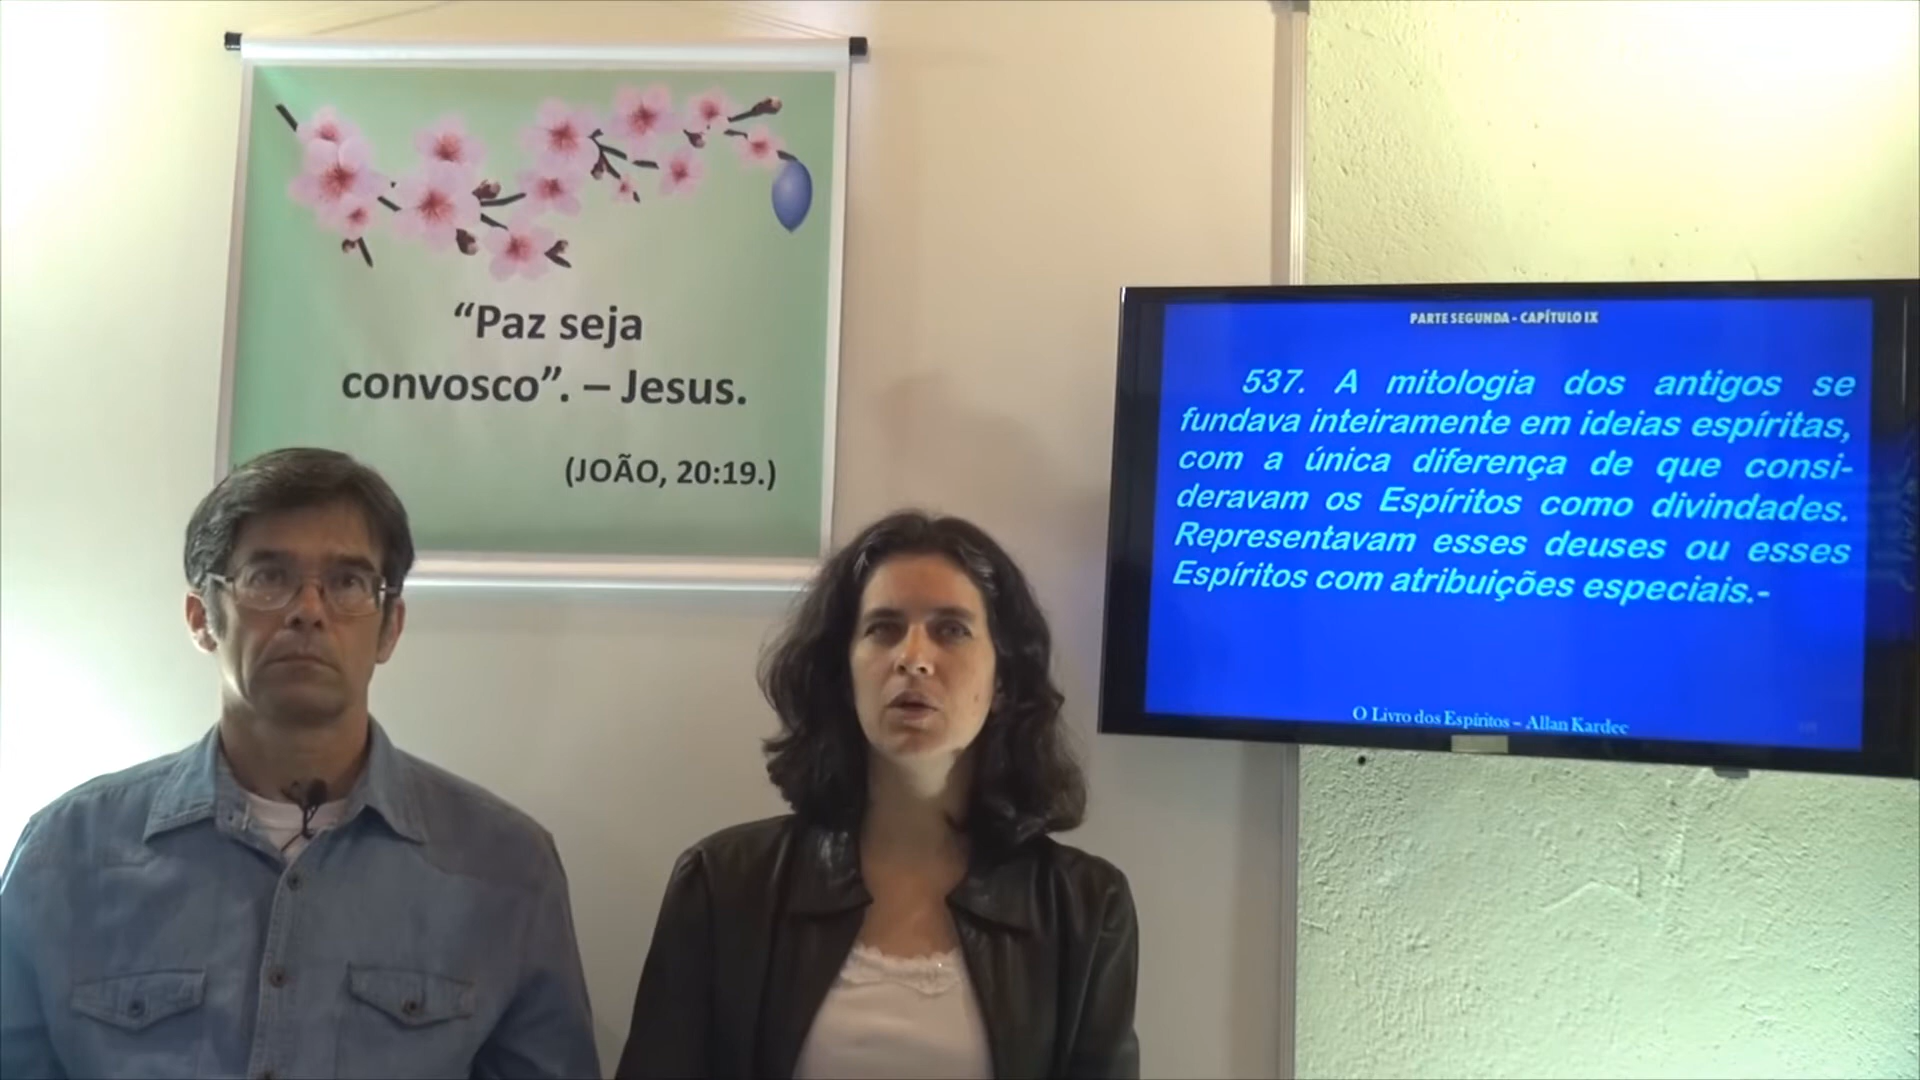 “Paz seja
convosco”. – Jesus.
(JOÃO, 20:19.)
PARTE SEGUNDA - CAPÍTULO IX
537. A mitologia dos antigos se
fundava inteiramente em ideias espíritas,
com a única diferença de que consi-
deravam os Espíritos como divindades.
Representavam esses deuses ou esses
Espíritos com atribuições especiais.-
O Livro dos Espíritos – Allan Kardec